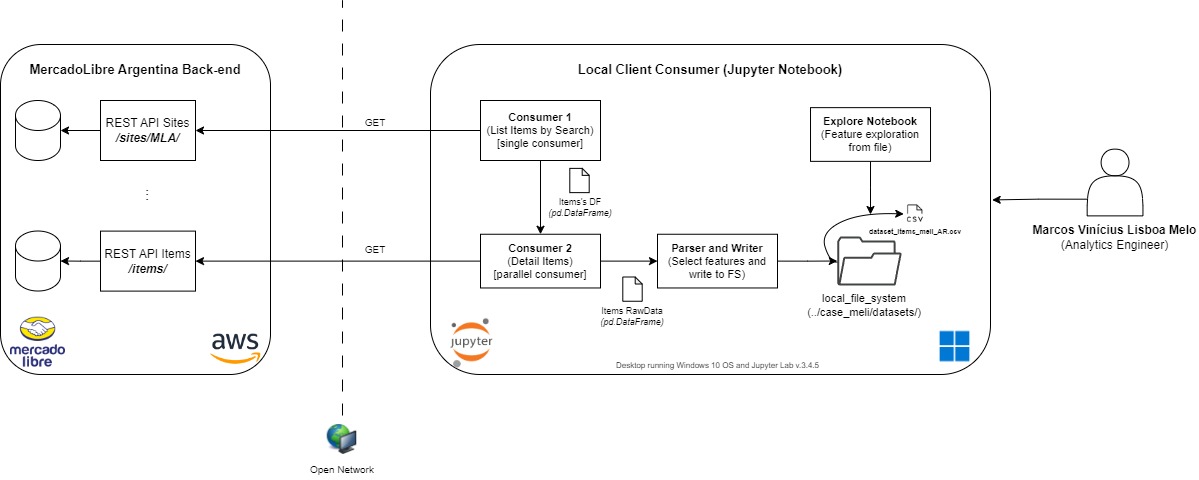 MercadoLibre Argentina Back-end
REST API Sites
/sites/MLA/
⋮
REST API Items
/items/
mercado
libre
aws
GET
GET
Open Network
Local Client Consumer (Jupyter Notebook)
Consumer 1
(List Items by Search)
[single consumer]
Items's DF
(pd.DataFrame)
Consumer 2
(Detail Items)
[parallel consumer]
Items RawData
(pd.DataFrame)
Parser and Writer
(Select features and
write to FS)
Explore Notebook
(Feature exploration
from file)
CSV
dataset_items_meli_AR.csv
local_file_system
(../case_meli/datasets/)
jupyter
Desktop running Windows 10 OS and Jupyter Lab v.3.4.5
Marcos Vinícius Lisboa Melo
(Analytics Engineer)